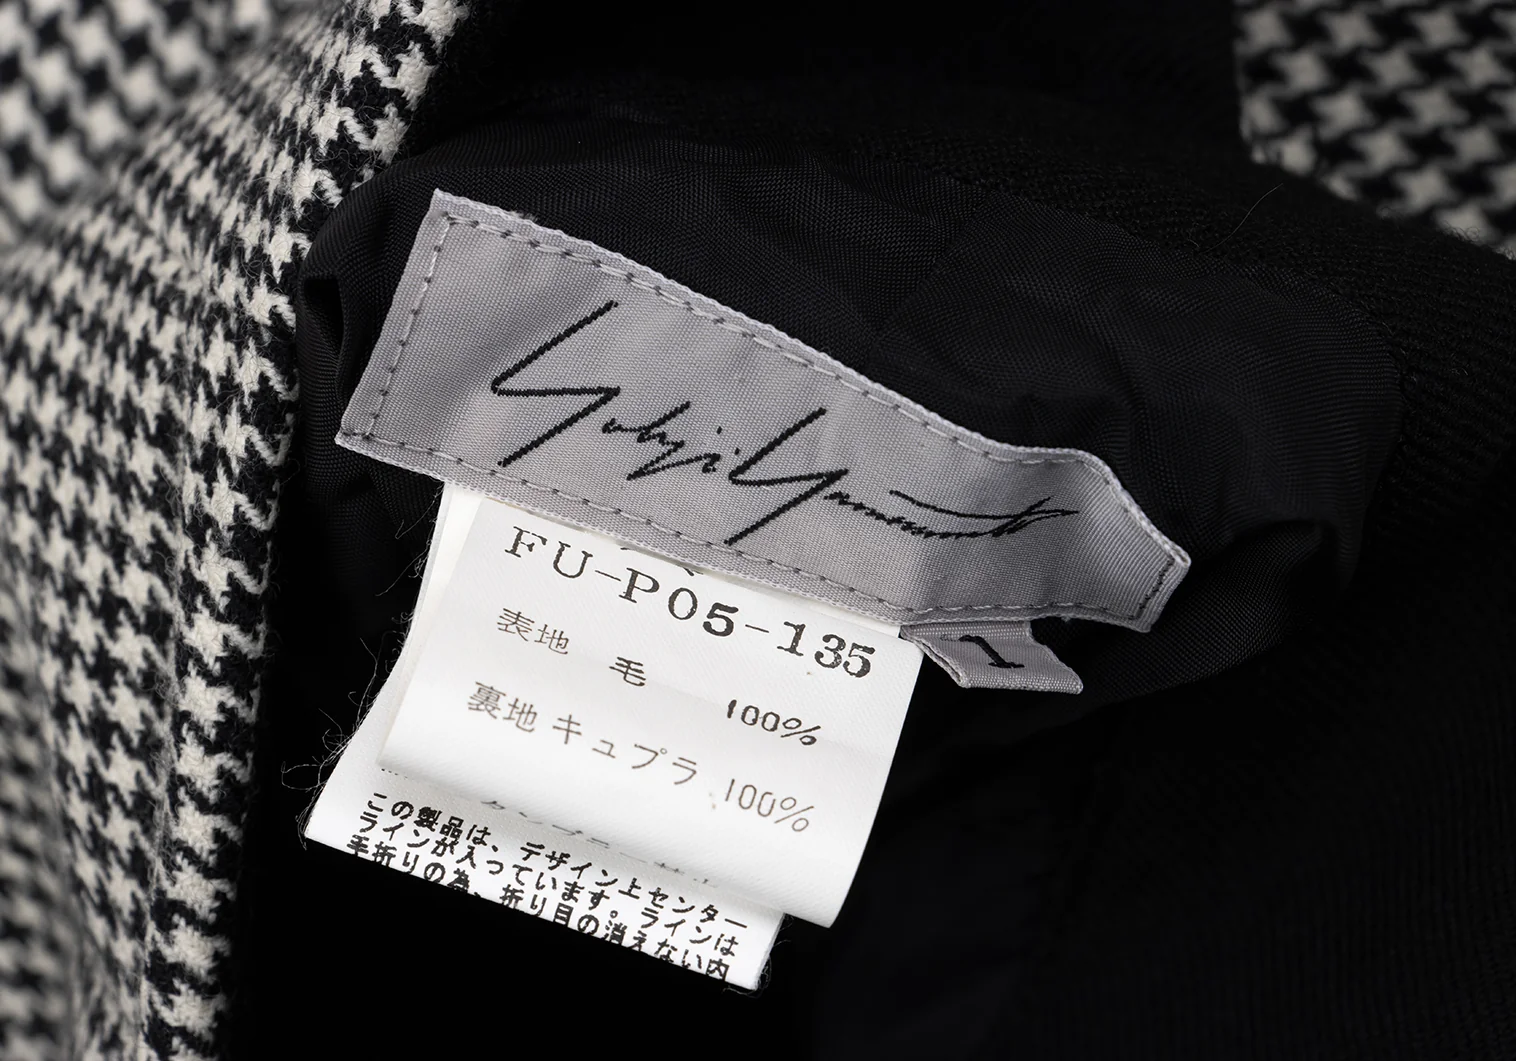 Yohji Yamamoto
1
FU-P05-135
表地 毛 100%
裏地 キュプラ 100%
この製品は、デザイン上センター
ラインが入っています。ラインは
手折りの為、折り目の消えない内